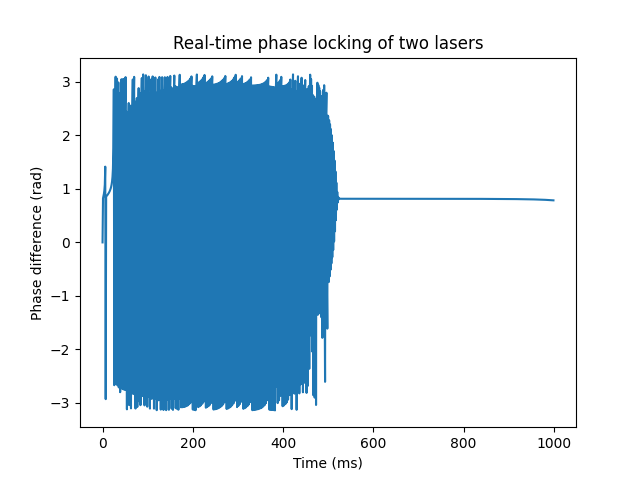 Real-time phase locking of two lasers
Phase difference (rad)
3
2
1
0
−1
−2
−3
0 200 400 600 800 1000
Time (ms)